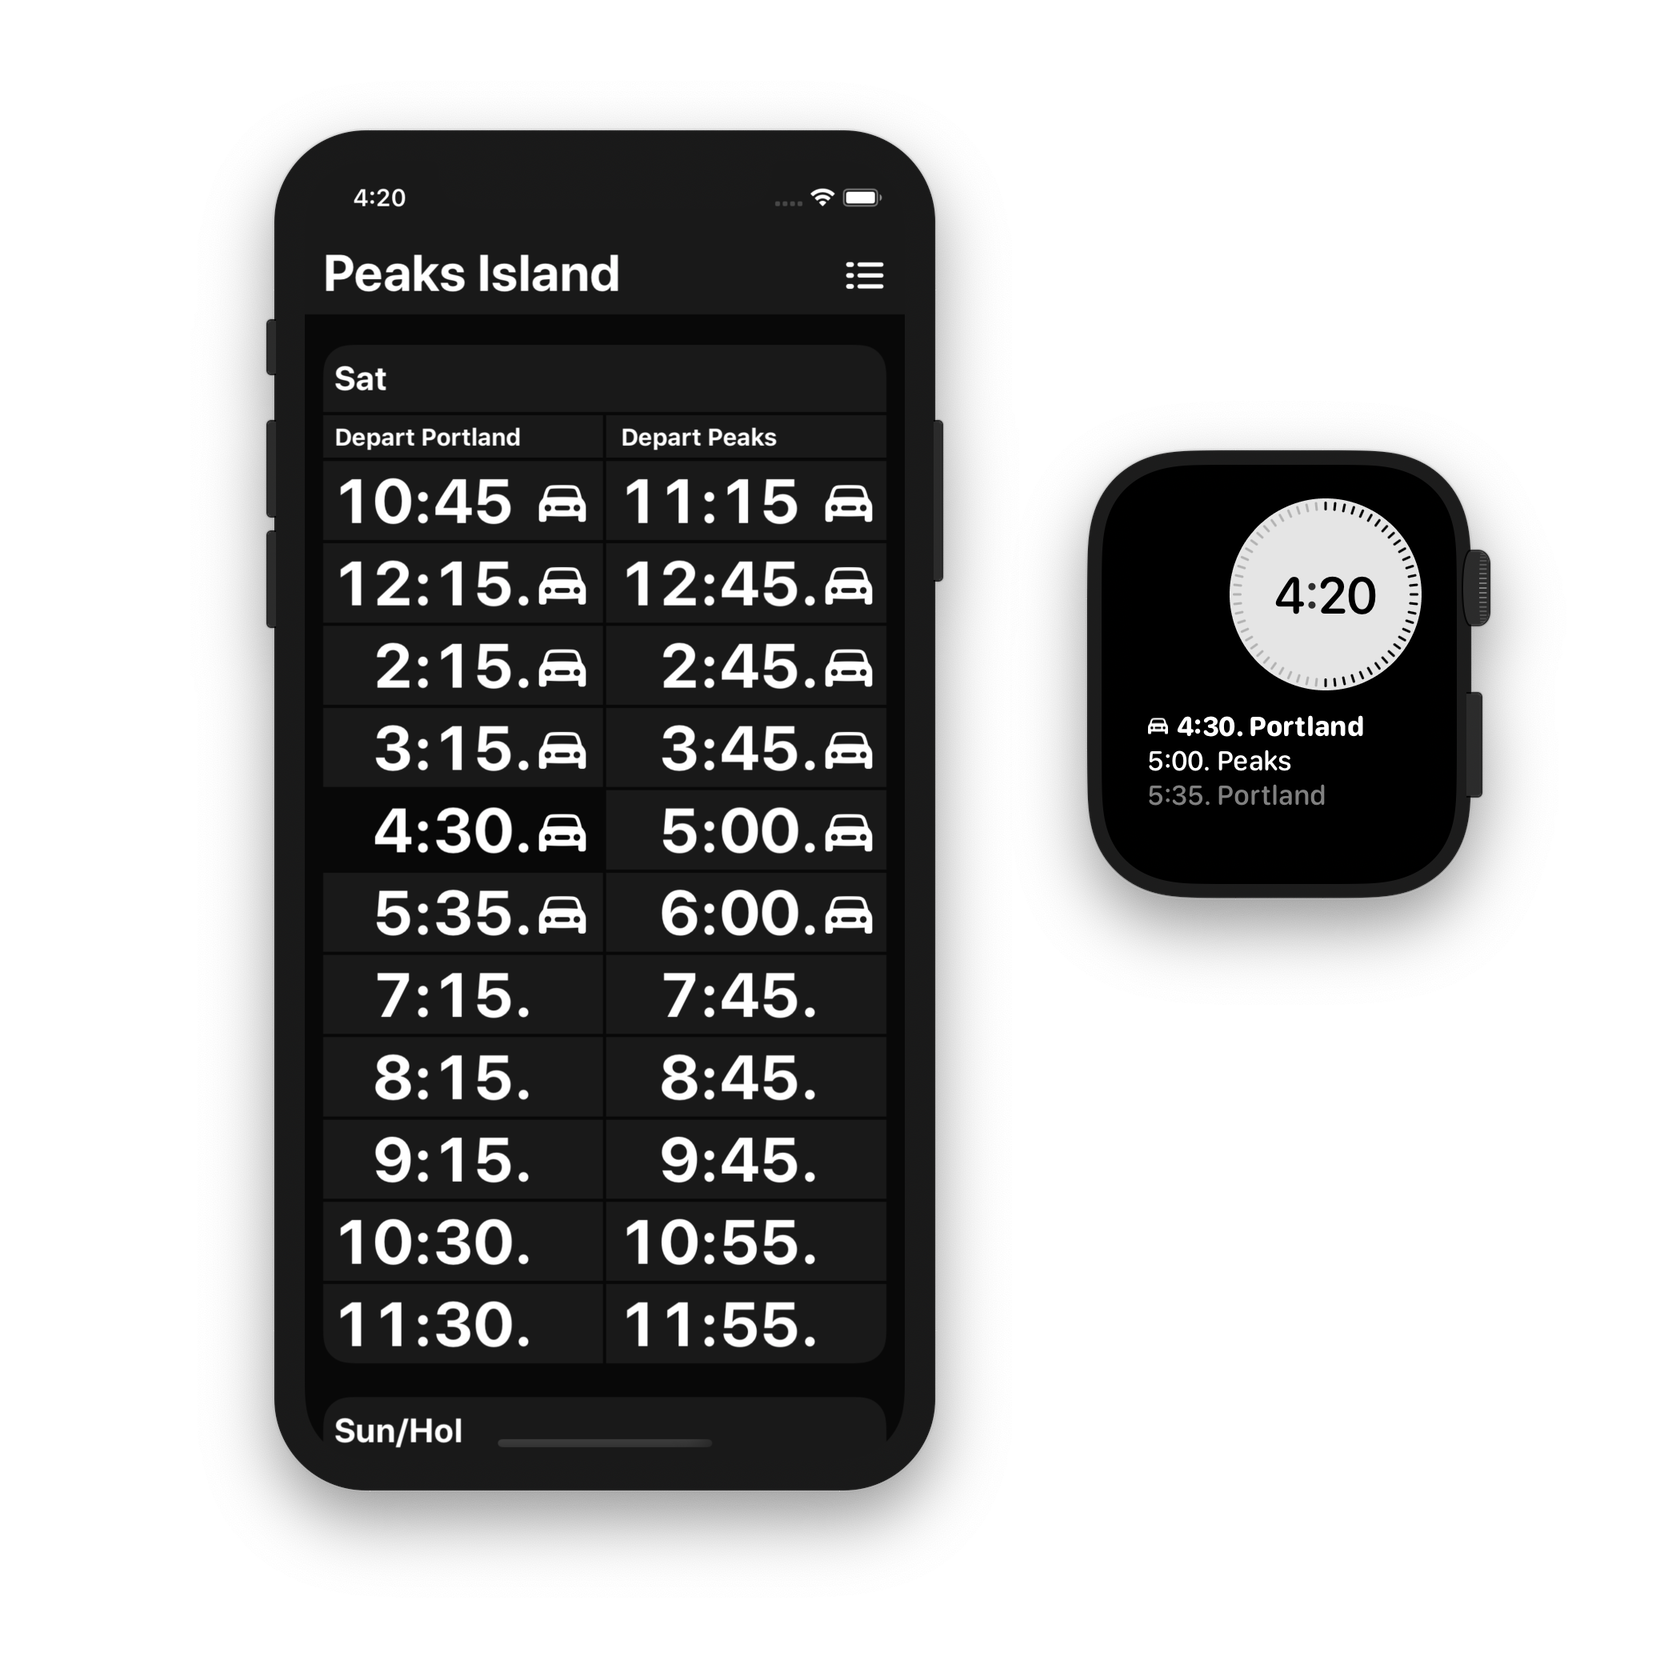 4:20
Peaks Island
Sat
Depart Portland Depart Peaks
10:45 11:15
12:15. 12:45.
2:15. 2:45.
3:15. 3:45.
4:30. 5:00.
5:35. 6:00.
7:15. 7:45.
8:15. 8:45.
9:15. 9:45.
10:30. 10:55.
11:30. 11:55.
Sun/Hol
4:20
4:30. Portland
5:00. Peaks
5:35. Portland